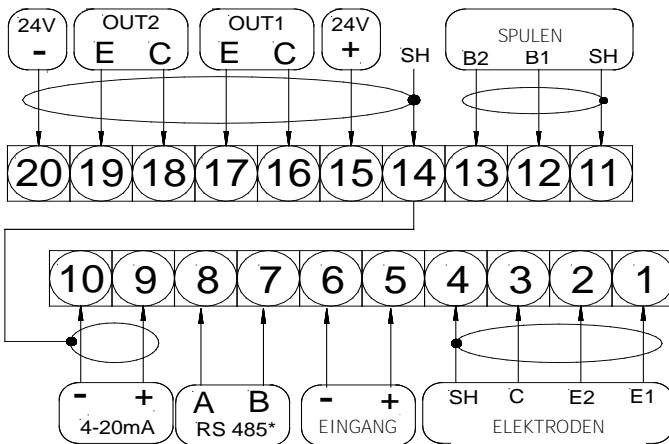 24V OUT2 OUT1 24V SPULEN
- E C E C + SH B2 B1 SH
20 19 18 17 16 15 14 13 12 11
10 9 8 7 6 5 4 3 2 1
- + A B - + SH C E2 E1
4-20mA RS 485* EINGANG ELEKTRODEN